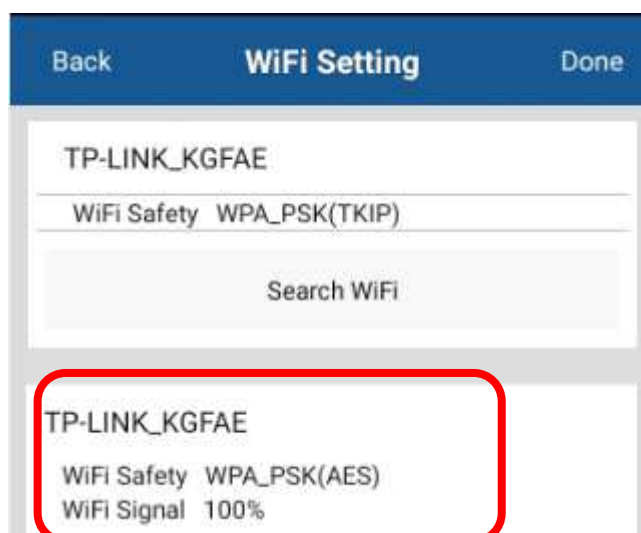 Back WiFi Setting Done
TP-LINK_KGFAE
WiFi Safety WPA_PSK(TKIP)
Search WiFi
TP-LINK_KGFAE
WiFi Safety WPA_PSK(AES)
WiFi Signal 100%